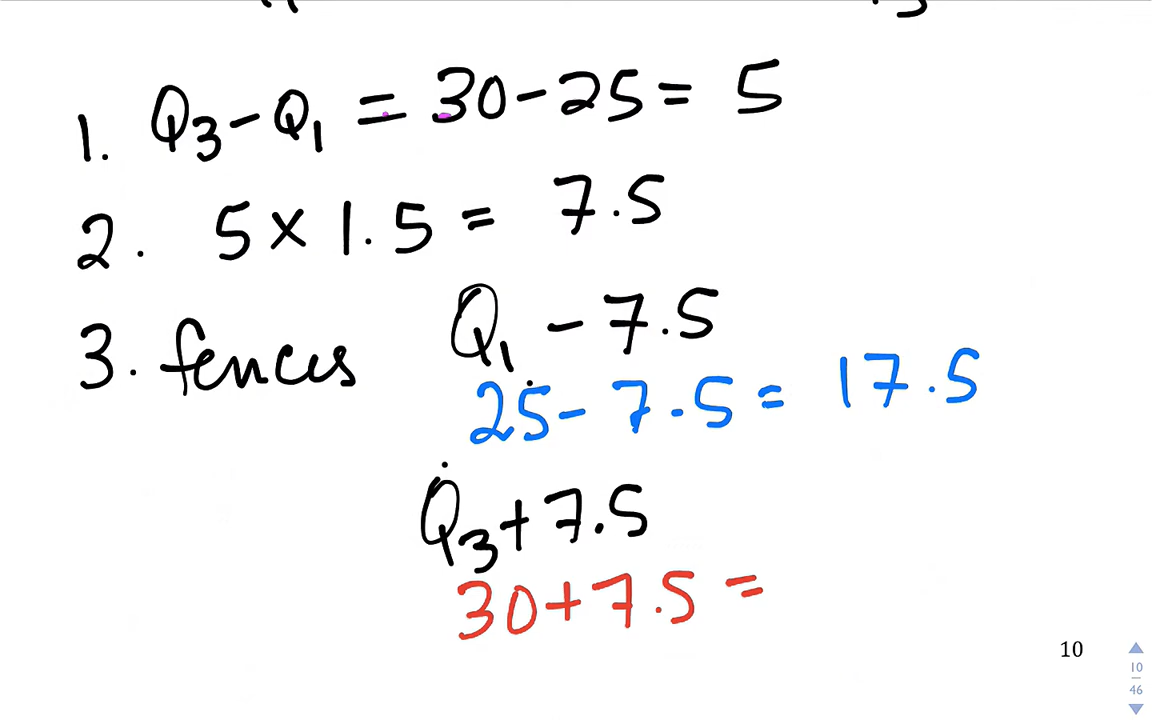 1. Q3 - Q1 = 30 - 25 = 5
2. 5 × 1.5 = 7.5
3. fences Q1 - 7.5
25 - 7.5 = 17.5
Q3 + 7.5
30 + 7.5 =
10
10
46